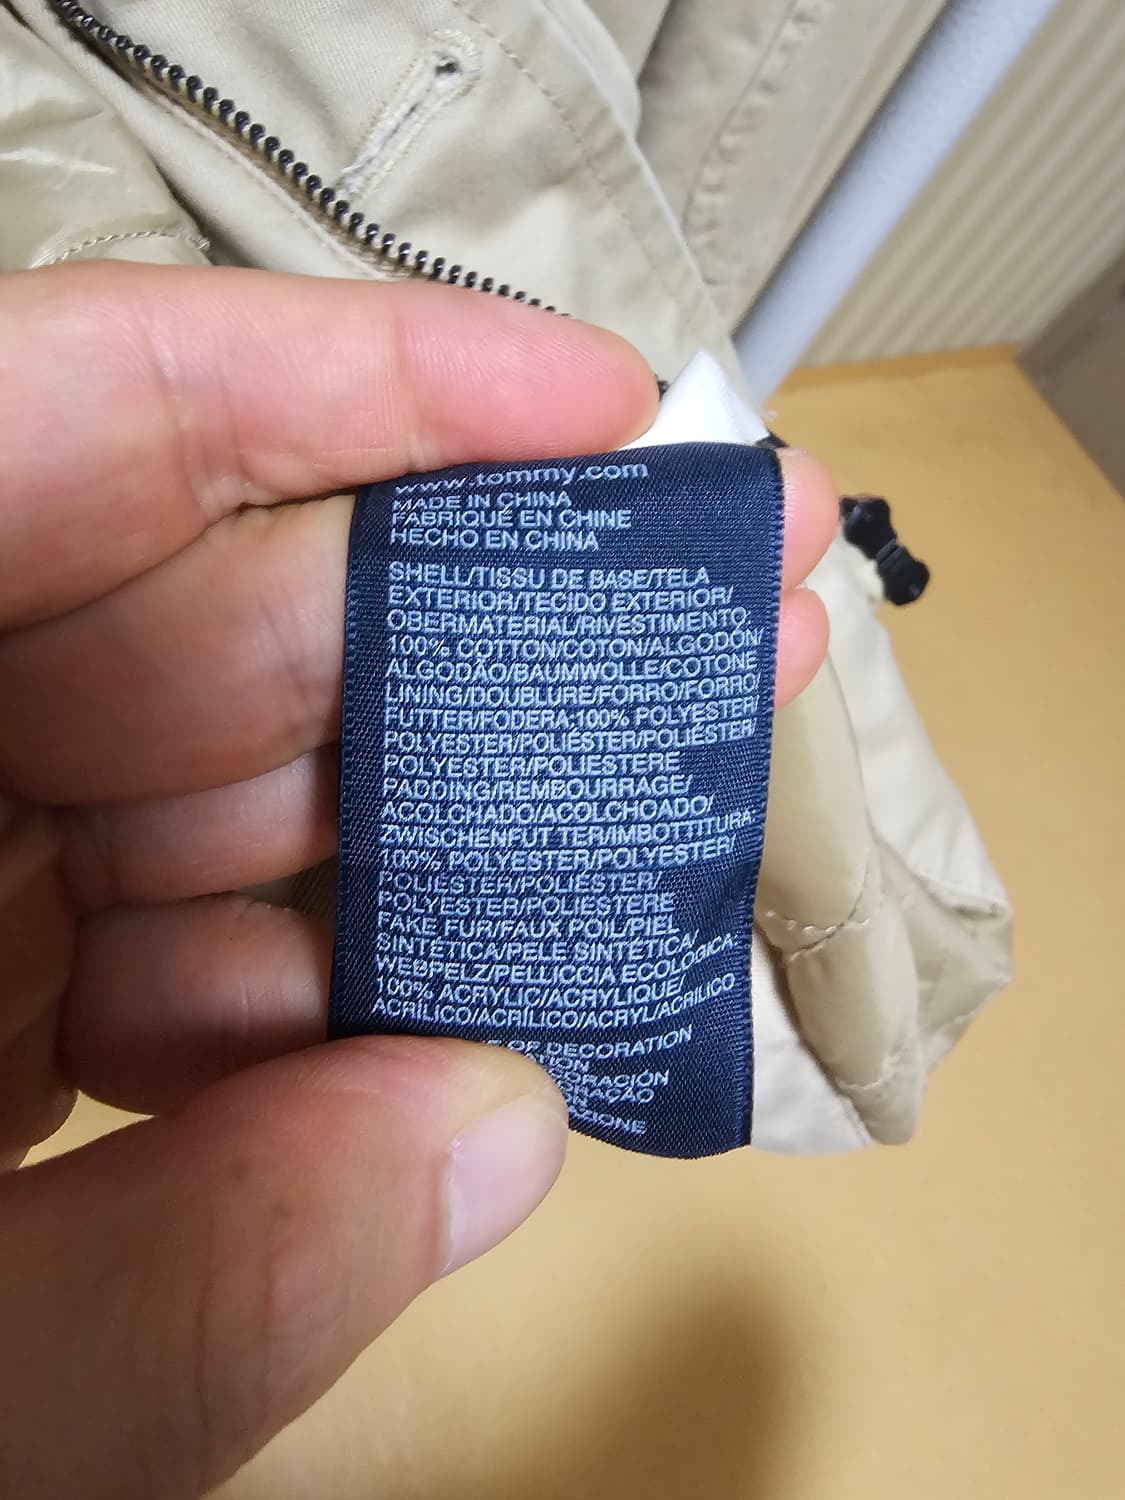 www.tommy.com
MADE IN CHINA
FABRIQUÉ EN CHINE
HECHO EN CHINA
SHELL/TISSU DE BASE/TELA
EXTERIOR/TECIDO EXTERIOR/
OBERMATERIAL/RIVESTIMENTO
100% COTTON/COTON/ALGODÓN/
ALGODÃO/BAUMWOLLE/COTONE
LINING/DOUBLURE/FORRO/FORRO/
FUTTER/FODERA:100% POLYESTER/
POLYESTER/POLIÉSTER/POLIÉSTER/
POLYESTER/POLIESTERE
PADDING/REMBOURRAGE/
ACOLCHADO/ACOLCHOADO/
ZWISCHENFUT TER/IMBOTTITURA:
100% POLYESTER/POLYESTER/
POLIÉSTER/POLIÉSTER/
POLYESTER/POLIESTERE
FAKE FUR/FAUX POIL/PIEL
SINTÉTICA/PELE SINTÉTICA/
WEBPELZ/PELLICCIA ECOLOGICA:
100% ACRYLIC/ACRYLIQUE/
ACRÍLICO/ACRÍLICO/ACRYL/ACRILICO
OF DECORATION